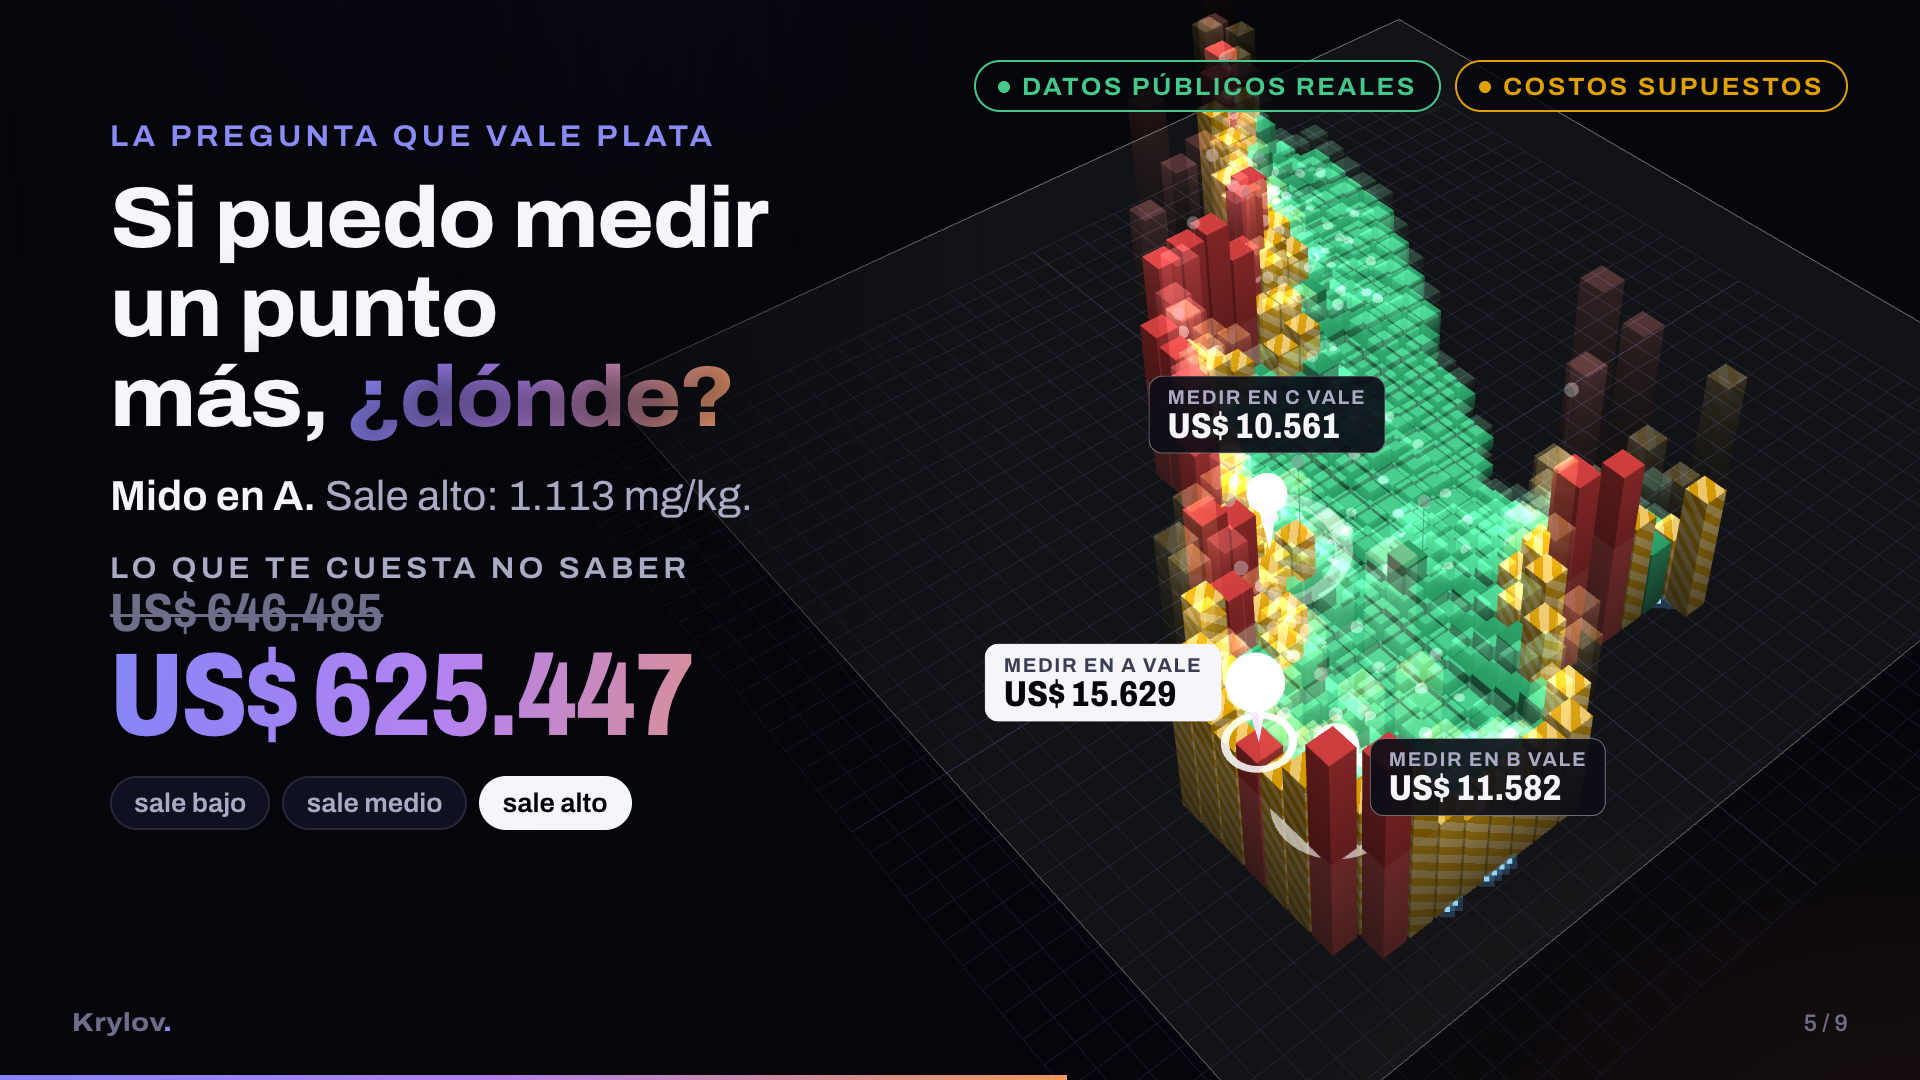 DATOS PÚBLICOS REALES
COSTOS SUPUESTOS
LA PREGUNTA QUE VALE PLATA
Si puedo medir
un punto
más, ¿dónde?
Mido en A. Sale alto: 1.113 mg/kg.
LO QUE TE CUESTA NO SABER
US$ 646.485
US$ 625.447
sale bajo
sale medio
sale alto
MEDIR EN C VALE
US$ 10.561
MEDIR EN A VALE
US$ 15.629
MEDIR EN B VALE
US$ 11.582
Krylov.
5 / 9